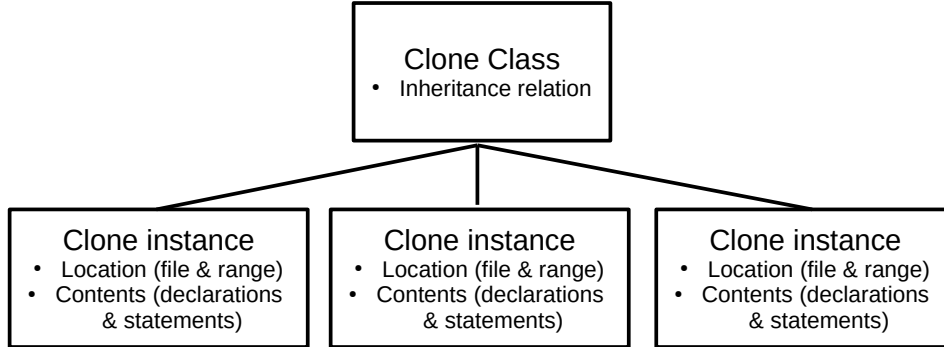 Clone Class
• Inheritance relation
Clone instance
• Location (file & range)
• Contents (declarations
& statements)
Clone instance
• Location (file & range)
• Contents (declarations
& statements)
Clone instance
• Location (file & range)
• Contents (declarations
& statements)